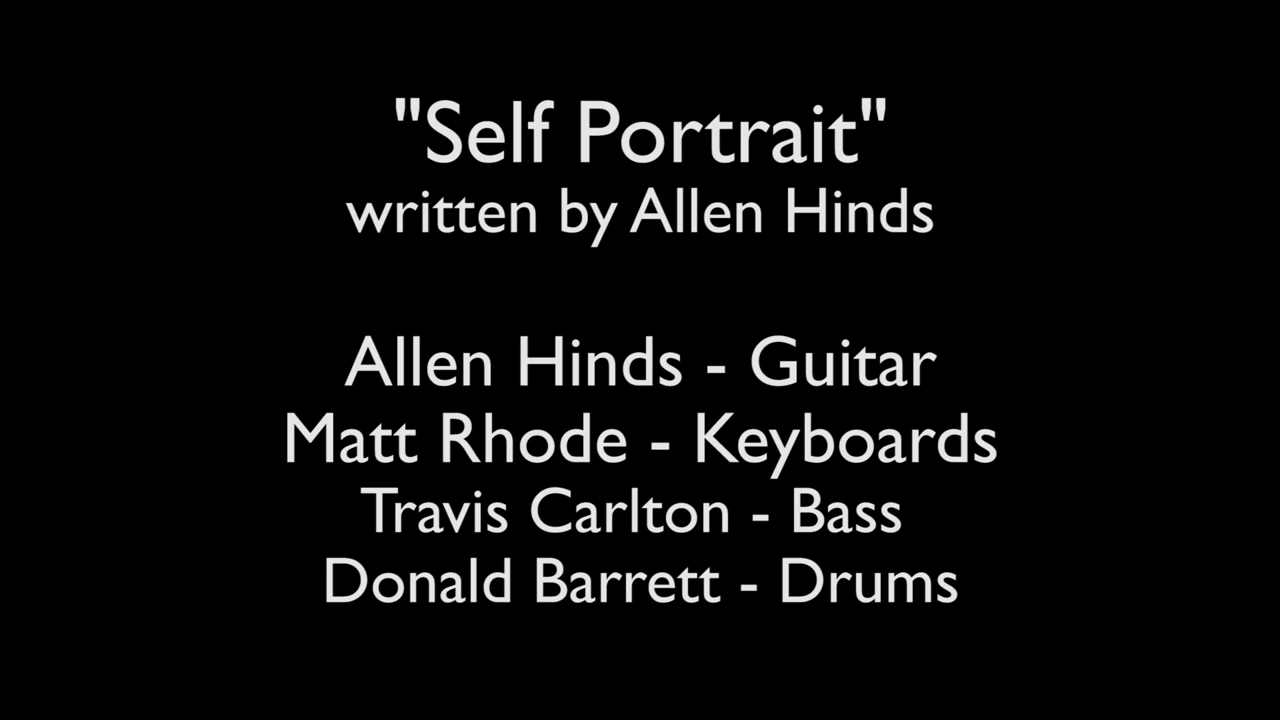 "Self Portrait"
written by Allen Hinds
Allen Hinds - Guitar
Matt Rhode - Keyboards
Travis Carlton - Bass
Donald Barrett - Drums